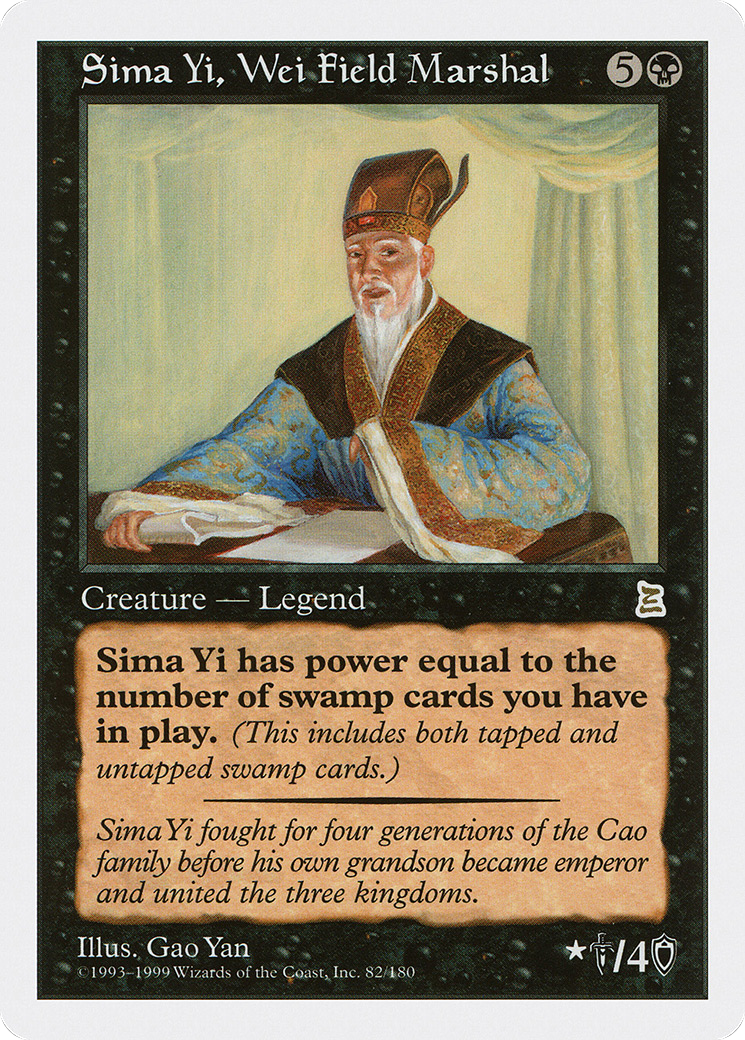 Sima Yi, Wei Field Marshal 5
Creature — Legend
Sima Yi has power equal to the
number of swamp cards you have
in play. (This includes both tapped and
untapped swamp cards.)
Sima Yi fought for four generations of the Cao
family before his own grandson became emperor
and united the three kingdoms.
Illus. Gao Yan
©1993–1999 Wizards of the Coast, Inc. 82/180
★/4